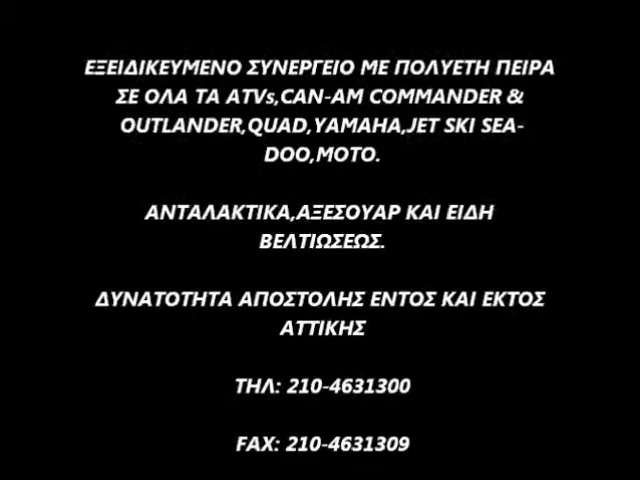 ΕΞΕΙΔΙΚΕΥΜΕΝΟ ΣΥΝΕΡΓΕΙΟ ΜΕ ΠΟΛΥΕΤΗ ΠΕΙΡΑ
ΣΕ ΟΛΑ ΤΑ ATVs,CAN-AM COMMANDER &
OUTLANDER,QUAD,YAMAHA,JET SKI SEA-
DOO,MOTO.
ΑΝΤΑΛΑΚΤΙΚΑ,ΑΞΕΣΟΥΑΡ ΚΑΙ ΕΙΔΗ
ΒΕΛΤΙΩΣΕΩΣ.
ΔΥΝΑΤΟΤΗΤΑ ΑΠΟΣΤΟΛΗΣ ΕΝΤΟΣ ΚΑΙ ΕΚΤΟΣ
ΑΤΤΙΚΗΣ
ΤΗΛ: 210-4631300
FAX: 210-4631309